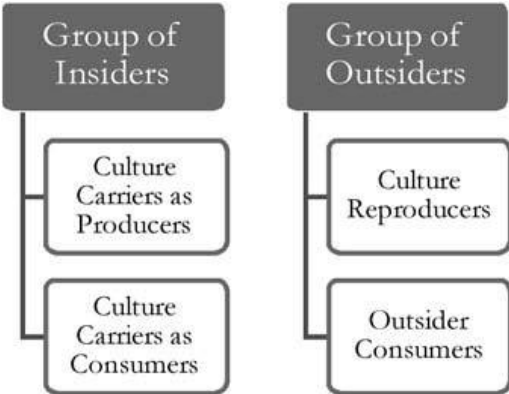 Group of
Insiders
Culture
Carriers as
Producers
Culture
Carriers as
Consumers
Group of
Outsiders
Culture
Reproducers
Outsider
Consumers